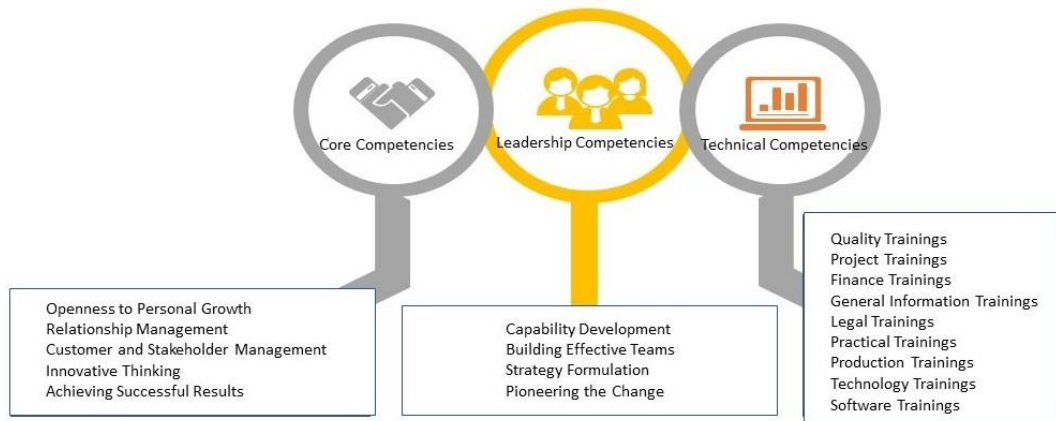 Core Competencies
Leadership Competencies
Technical Competencies
Openness to Personal Growth
Relationship Management
Customer and Stakeholder Management
Innovative Thinking
Achieving Successful Results
Capability Development
Building Effective Teams
Strategy Formulation
Pioneering the Change
Quality Trainings
Project Trainings
Finance Trainings
General Information Trainings
Legal Trainings
Practical Trainings
Production Trainings
Technology Trainings
Software Trainings